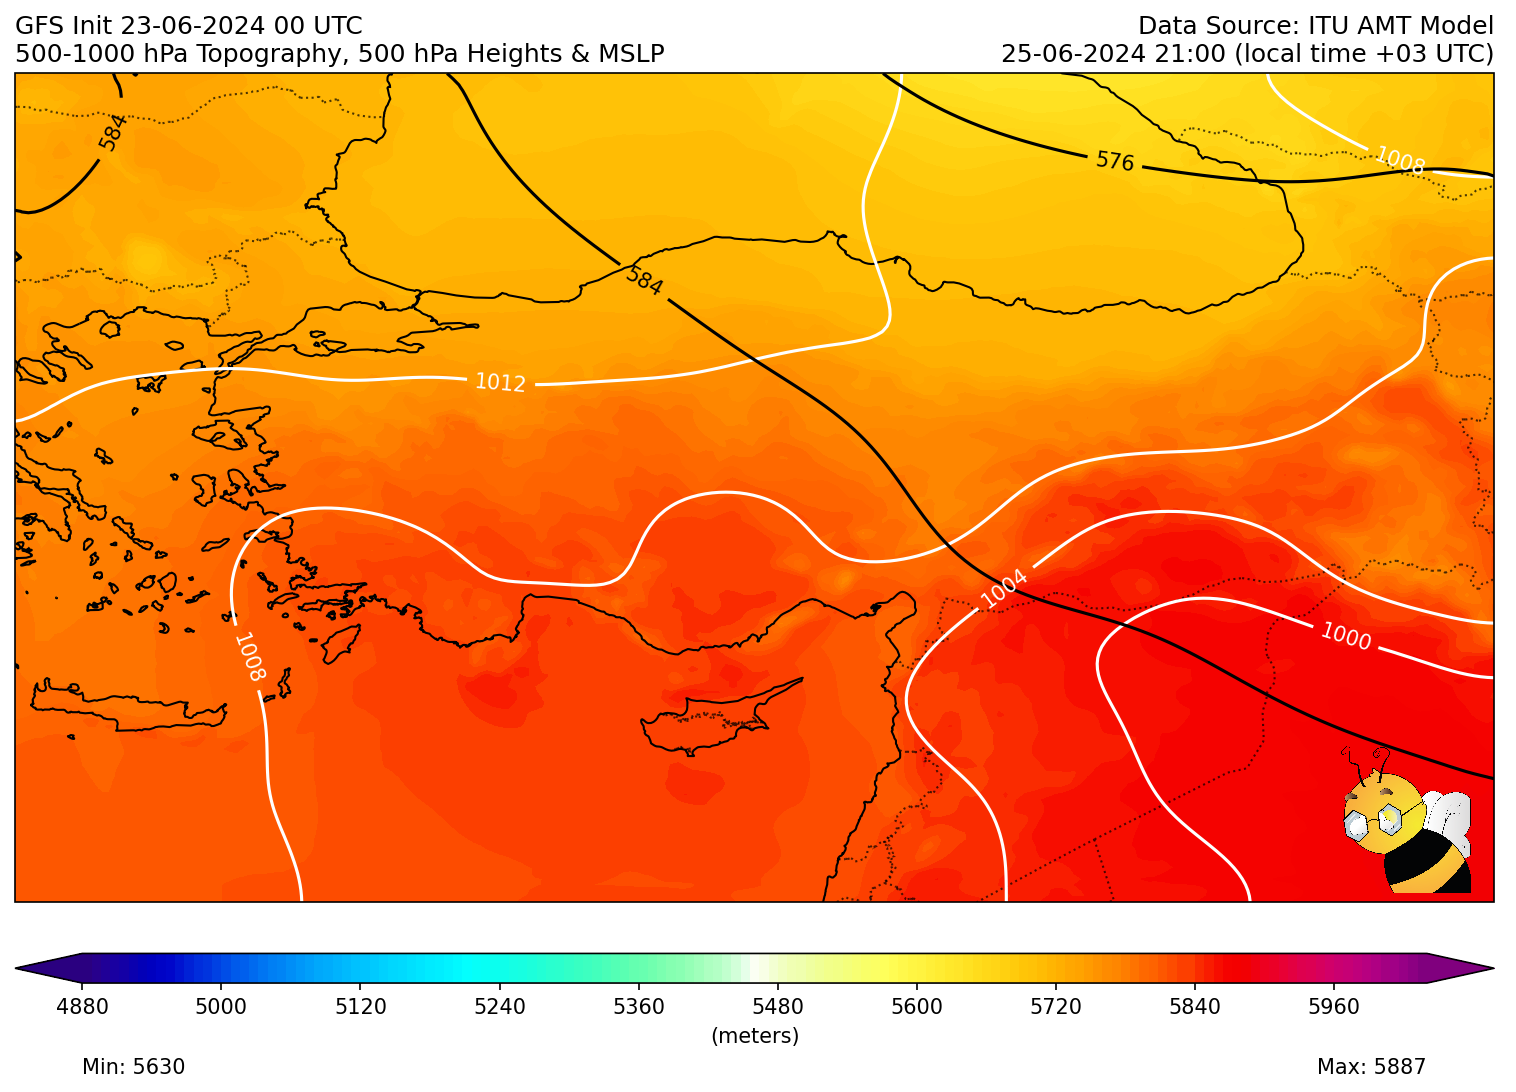 GFS Init 23-06-2024 00 UTC
Data Source: ITU AMT Model
500-1000 hPa Topography, 500 hPa Heights & MSLP
25-06-2024 21:00 (local time +03 UTC)
584
576
1008
584
1012
1004
1000
1008
4880 5000 5120 5240 5360 5480 5600 5720 5840 5960
(meters)
Min: 5630
Max: 5887